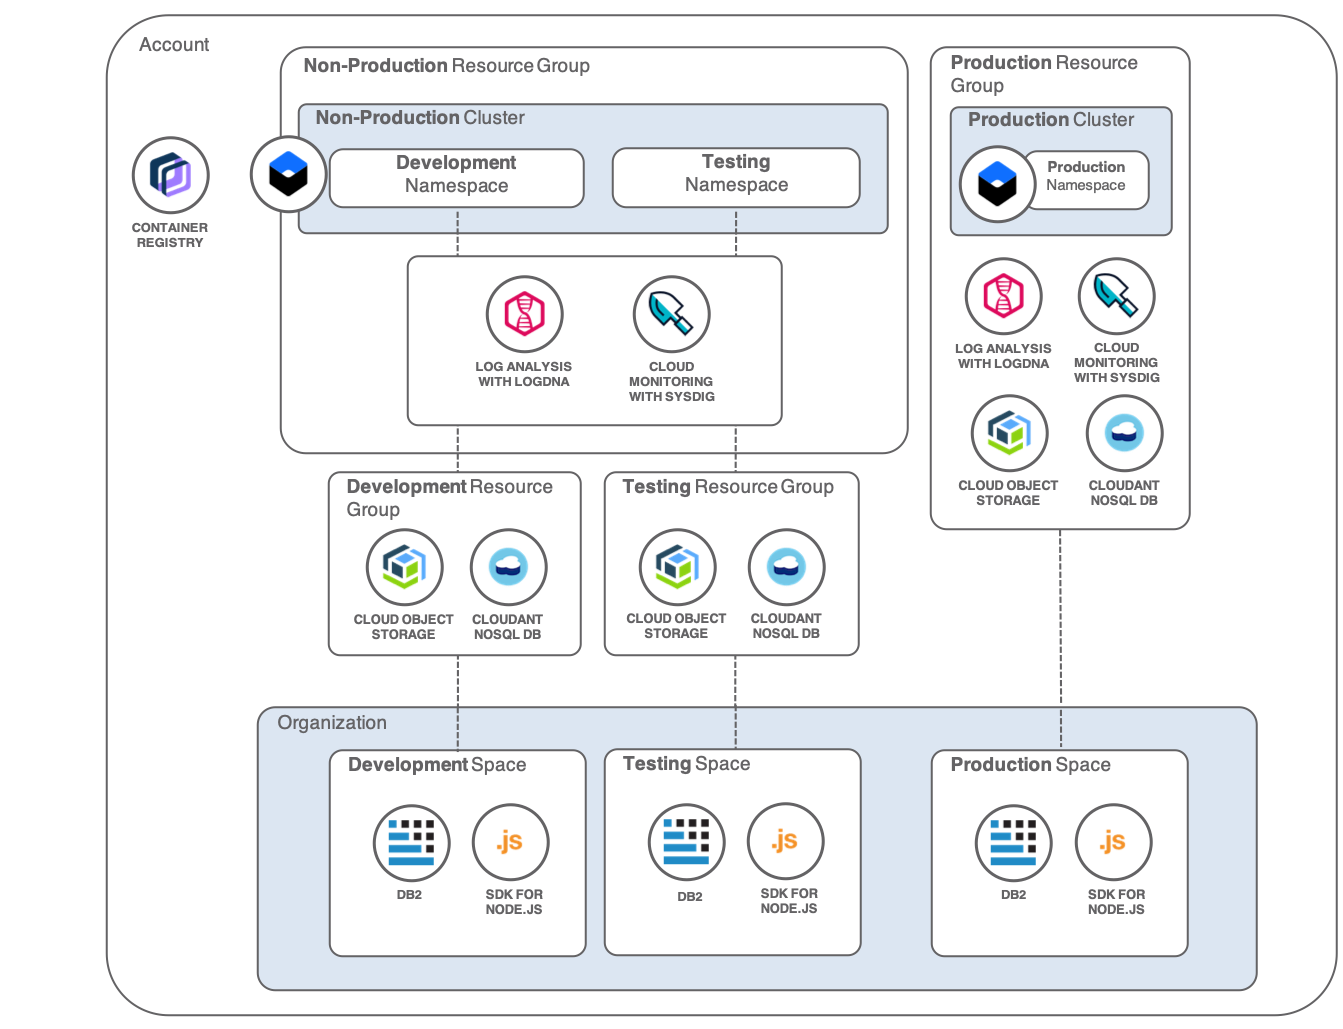 Account
Non-Production Resource Group
Non-Production Cluster
Development
Namespace
Testing
Namespace
CONTAINER
REGISTRY
LOG ANALYSIS
WITH LOGDNA
CLOUD
MONITORING
WITH SYSDIG
Production Resource
Group
Production Cluster
Production
Namespace
LOG ANALYSIS
WITH LOGDNA
CLOUD
MONITORING
WITH SYSDIG
CLOUD OBJECT
STORAGE
CLOUDANT
NOSQL DB
Development Resource
Group
CLOUD OBJECT
STORAGE
CLOUDANT
NOSQL DB
Testing Resource Group
CLOUD OBJECT
STORAGE
CLOUDANT
NOSQL DB
Organization
Development Space
DB2
.js
SDK FOR
NODE.JS
Testing Space
DB2
.js
SDK FOR
NODE.JS
Production Space
DB2
.js
SDK FOR
NODE.JS